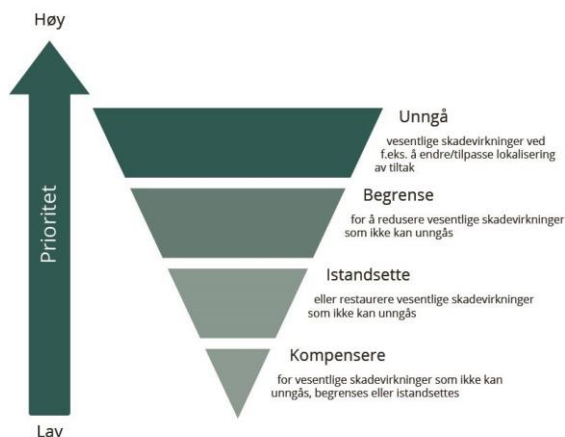 Høy
Prioritet
Unngå
vesentlige skadevirkninger ved
f.eks. å endre/tilpasse lokalisering
av tiltak
Begrense
for å redusere vesentlige skadevirkninger
som ikke kan unngås
Istandsette
eller restaurere vesentlige skadevirkninger
som ikke kan unngås
Kompensere
for vesentlige skadevirkninger som ikke kan
unngås, begrenses eller istandsettes
Lav